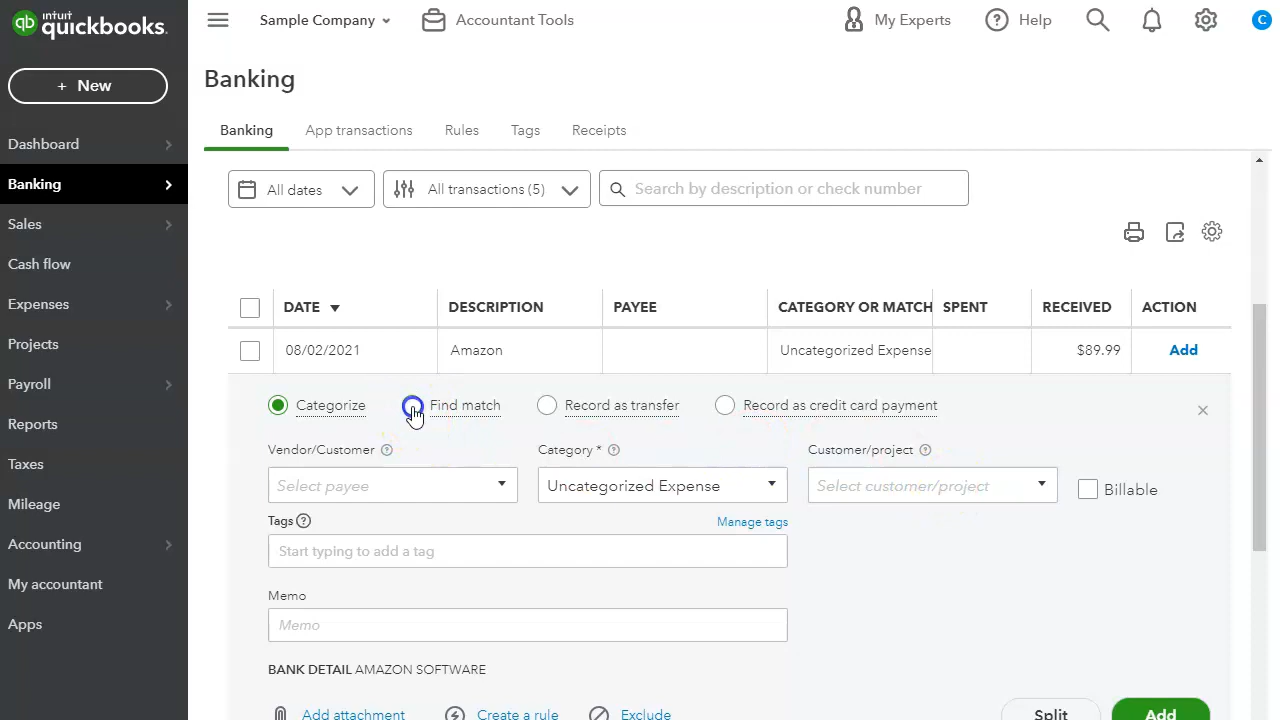 intuit
quickbooks.
+ New
Dashboard
Banking
Sales
Cash flow
Expenses
Projects
Payroll
Reports
Taxes
Mileage
Accounting
My accountant
Apps
Sample Company
Accountant Tools
My Experts
? Help
C
Banking
Banking App transactions Rules Tags Receipts
All dates All transactions (5) Search by description or check number
DATE DESCRIPTION PAYEE CATEGORY OR MATCH SPENT RECEIVED ACTION
08/02/2021 Amazon Uncategorized Expense $89.99 Add
Categorize Find match Record as transfer Record as credit card payment
Vendor/Customer ? Category * ? Customer/project ?
Select payee Uncategorized Expense Select customer/project Billable
Tags ? Manage tags
Start typing to add a tag
Memo
Memo
BANK DETAIL AMAZON SOFTWARE
Add attachment Create a rule Exclude Split Add